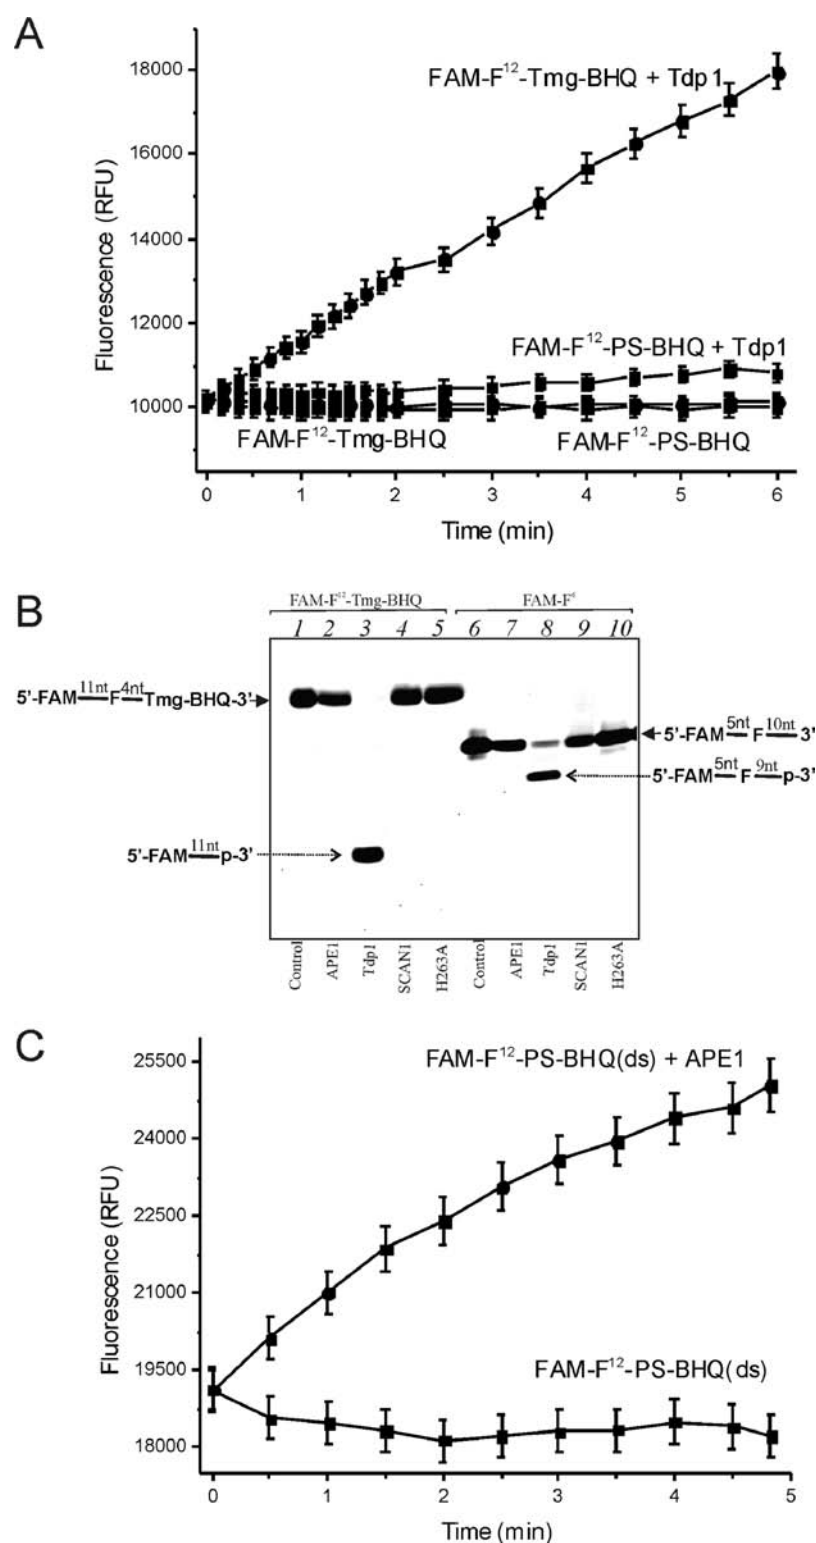 A
FAM-F¹²-Tmg-BHQ + Tdp1
18000
16000
14000
12000
10000
Fluorescence (RFU)
FAM-F¹²-PS-BHQ + Tdp1
FAM-F¹²-Tmg-BHQ
FAM-F¹²-PS-BHQ
0 1 2 3 4 5 6
Time (min)
B
FAM-F¹²-Tmg-BHQ FAM-F⁶
1 2 3 4 5 6 7 8 9 10
5'-FAM 11nt F 4nt Tmg-BHQ-3'
5'-FAM 5nt F 10nt 3'
5'-FAM 5nt F 9nt p-3'
5'-FAM 11nt p-3'
Control APE1 Tdp1 SCAN1 H263A Control APE1 Tdp1 SCAN1 H263A
C
FAM-F¹²-PS-BHQ(ds) + APE1
25500
24000
22500
21000
19500
18000
Fluorescence (RFU)
FAM-F¹²-PS-BHQ(ds)
0 1 2 3 4 5
Time (min)